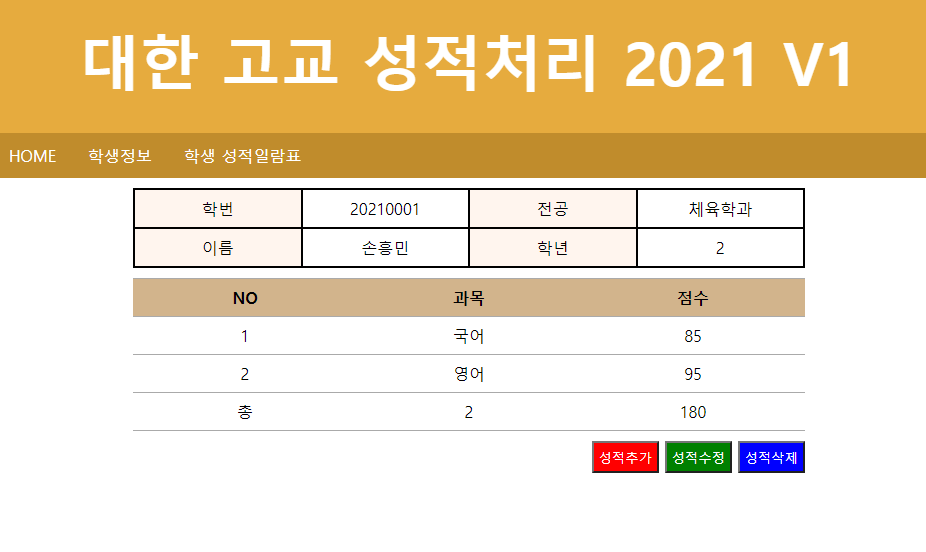 대한 고교 성적처리 2021 V1
HOME 학생정보 학생 성적일람표
학번 20210001 전공 체육학과
이름 손흥민 학년 2
NO 과목 점수
1 국어 85
2 영어 95
총 2 180
성적추가 성적수정 성적삭제